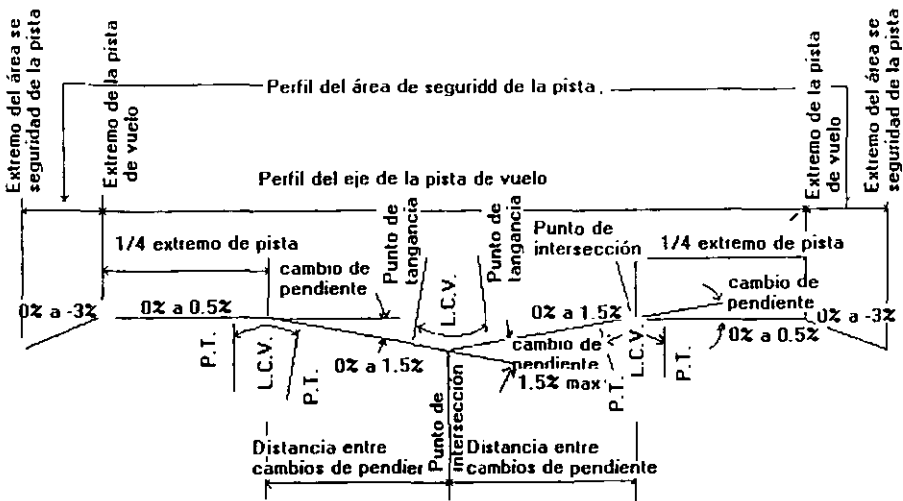 Extremo del área se
seguridad de la pista
Extremo de la pista
de vuelo
Perfil del área de seguridd de la pista.
Extremo de la pista
de vuelo
Extremo del área se
seguridad de la pista
Perfil del eje de la pista de vuelo
1/4 extremo de pista
cambio de
pendiente
Punto de
tangancia
L.C.V.
Punto de
tangancia
Punto de
intersección
1/4 extremo de pista
cambio de
pendiente
0% a -3%
0% a 0.5%
0% a 1.5%
0% a -3%
0% a 0.5%
P.T.
L.C.V.
P.T.
0% a 1.5%
cambio de
pendiente
1.5% max
P.T.
L.C.V.
P.T.
Punto de
intersección
Distancia entre
cambios de pendier
Distancia entre
cambios de pendiente